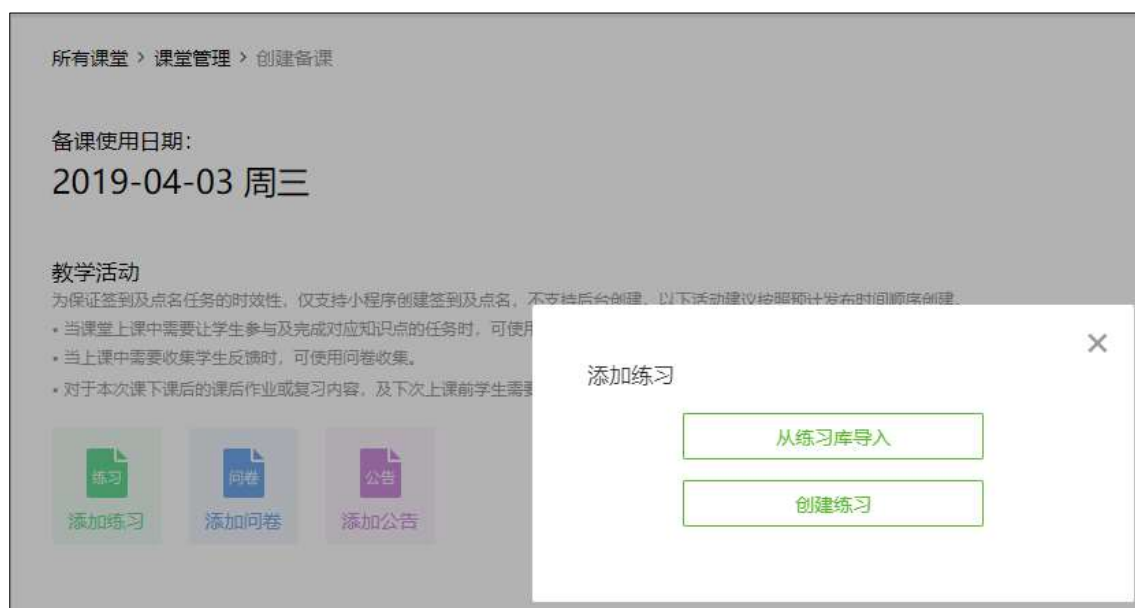 所有课堂 > 课堂管理 > 创建备课
备课使用日期：
2019-04-03 周三
教学活动
为保证签到及点名任务的时效性，仅支持小程序创建签到及点名，不支持后台创建，以下活动建议按照预计发布时间顺序创建。
• 当课堂上课中需要让学生参与及完成对应知识点的任务时，可使用
• 当上课中需要收集学生反馈时，可使用问卷收集。
• 对于本次课下课后的课后作业或复习内容，及下次上课前学生需要
练习
问卷
公告
添加练习
添加问卷
添加公告
×
添加练习
从练习库导入
创建练习